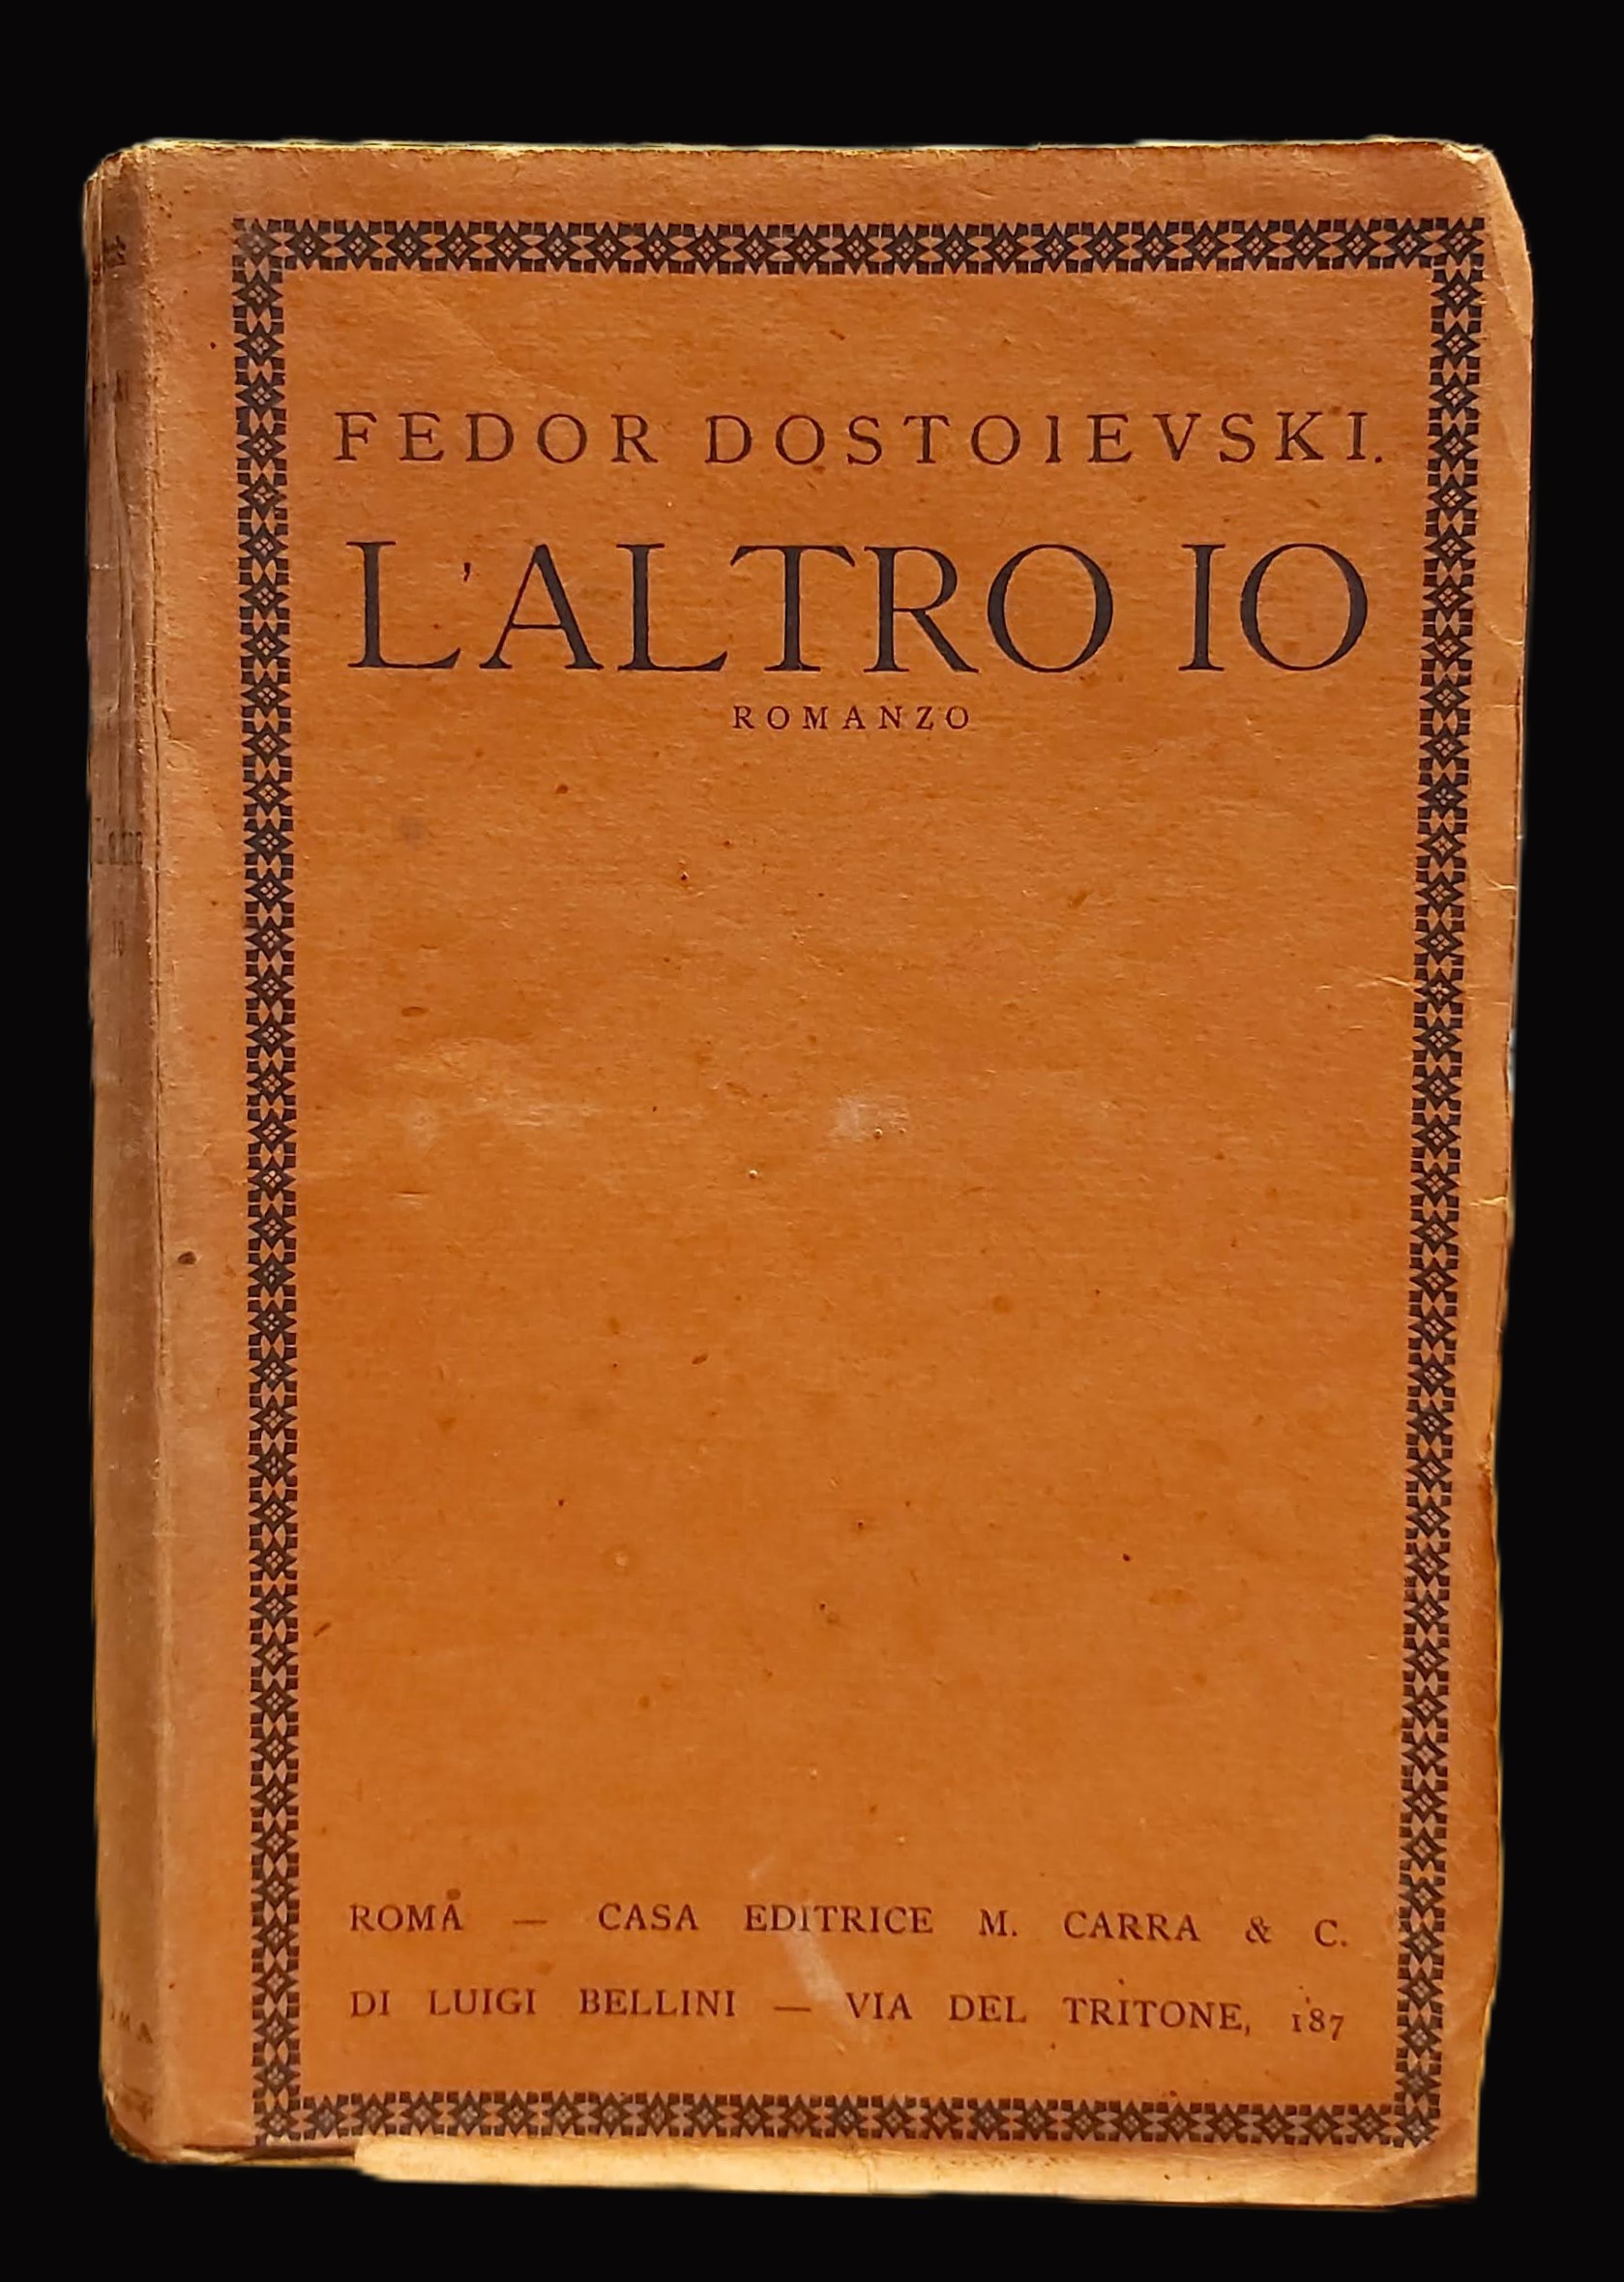 FEDOR DOSTOIEVSKI.
L'ALTRO IO
ROMANZO
ROMA — CASA EDITRICE M. CARRA & C.
DI LUIGI BELLINI — VIA DEL TRITONE, 187